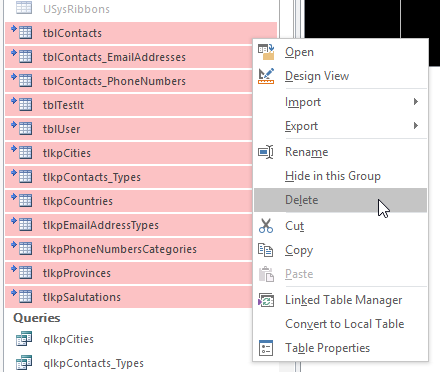 USysRibbons
tblContacts
tblContacts_EmailAddresses
tblContacts_PhoneNumbers
tblTestIt
tblUser
tlkpCities
tlkpContacts_Types
tlkpCountries
tlkpEmailAddressTypes
tlkpPhoneNumbersCategories
tlkpProvinces
tlkpSalutations
Queries
qlkpCities
qlkpContacts_Types
Open
Design View
Import
Export
Rename
Hide in this Group
Delete
Cut
Copy
Paste
Linked Table Manager
Convert to Local Table
Table Properties